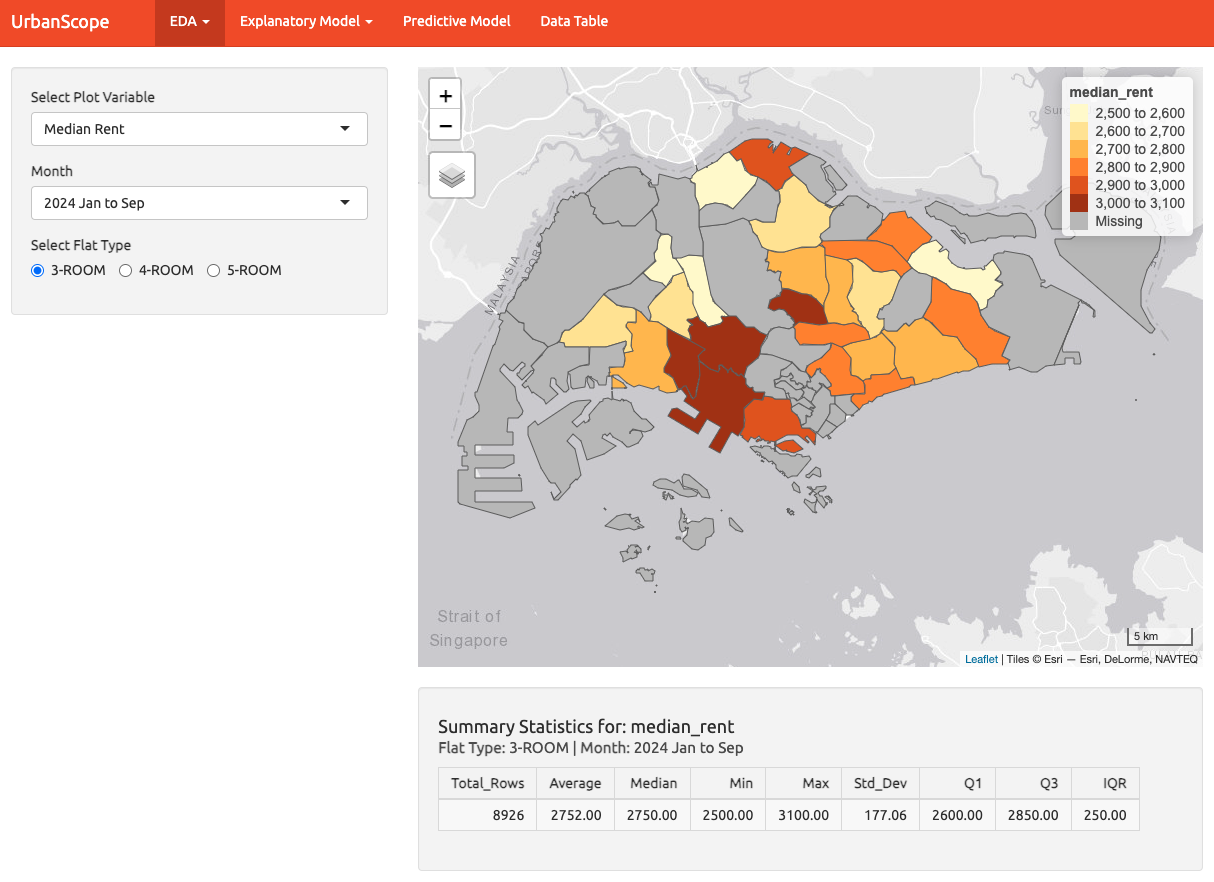 UrbanScope EDA Explanatory Model Predictive Model Data Table
Select Plot Variable
Median Rent
Month
2024 Jan to Sep
Select Flat Type
3-ROOM 4-ROOM 5-ROOM
+
−
median_rent
2,500 to 2,600
2,600 to 2,700
2,700 to 2,800
2,800 to 2,900
2,900 to 3,000
3,000 to 3,100
Missing
MALAYSIA
Strait of
Singapore
5 km
Leaflet | Tiles © Esri — Esri, DeLorme, NAVTEQ
Summary Statistics for: median_rent
Flat Type: 3-ROOM | Month: 2024 Jan to Sep
Total_Rows Average Median Min Max Std_Dev Q1 Q3 IQR
8926 2752.00 2750.00 2500.00 3100.00 177.06 2600.00 2850.00 250.00